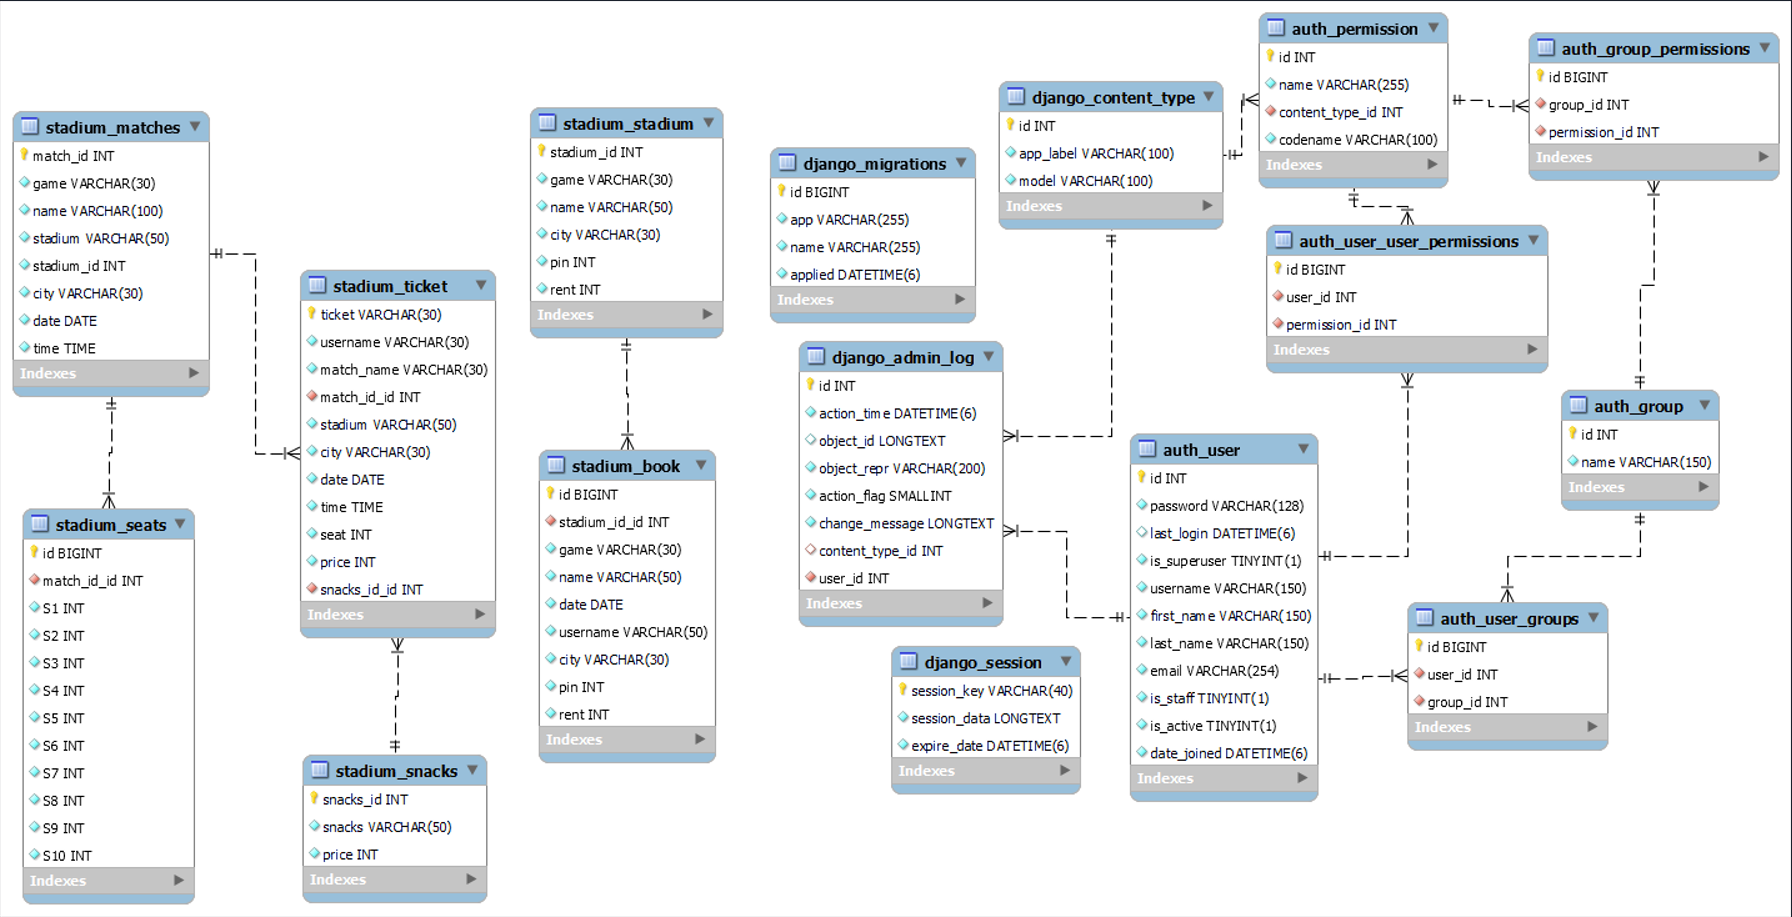 stadium_matches
match_id INT
game VARCHAR(30)
name VARCHAR(100)
stadium VARCHAR(50)
stadium_id INT
city VARCHAR(30)
date DATE
time TIME
Indexes
stadium_seats
id BIGINT
match_id_id INT
S1 INT
S2 INT
S3 INT
S4 INT
S5 INT
S6 INT
S7 INT
S8 INT
S9 INT
S10 INT
Indexes
stadium_ticket
ticket VARCHAR(30)
username VARCHAR(30)
match_name VARCHAR(30)
match_id_id INT
stadium VARCHAR(50)
city VARCHAR(30)
date DATE
time TIME
seat INT
price INT
snacks_id_id INT
Indexes
stadium_snacks
snacks_id INT
snacks VARCHAR(50)
price INT
Indexes
stadium_stadium
stadium_id INT
game VARCHAR(30)
name VARCHAR(50)
city VARCHAR(30)
pin INT
rent INT
Indexes
stadium_book
id BIGINT
stadium_id_id INT
game VARCHAR(30)
name VARCHAR(50)
date DATE
username VARCHAR(50)
city VARCHAR(30)
pin INT
rent INT
Indexes
django_migrations
id BIGINT
app VARCHAR(255)
name VARCHAR(255)
applied DATETIME(6)
Indexes
django_admin_log
id INT
action_time DATETIME(6)
object_id LONGTEXT
object_repr VARCHAR(200)
action_flag SMALLINT
change_message LONGTEXT
content_type_id INT
user_id INT
Indexes
django_session
session_key VARCHAR(40)
session_data LONGTEXT
expire_date DATETIME(6)
Indexes
django_content_type
id INT
app_label VARCHAR(100)
model VARCHAR(100)
Indexes
auth_user
id INT
password VARCHAR(128)
last_login DATETIME(6)
is_superuser TINYINT(1)
username VARCHAR(150)
first_name VARCHAR(150)
last_name VARCHAR(150)
email VARCHAR(254)
is_staff TINYINT(1)
is_active TINYINT(1)
date_joined DATETIME(6)
Indexes
auth_permission
id INT
name VARCHAR(255)
content_type_id INT
codename VARCHAR(100)
Indexes
auth_user_user_permissions
id BIGINT
user_id INT
permission_id INT
Indexes
auth_group_permissions
id BIGINT
group_id INT
permission_id INT
Indexes
auth_group
id INT
name VARCHAR(150)
Indexes
auth_user_groups
id BIGINT
user_id INT
group_id INT
Indexes